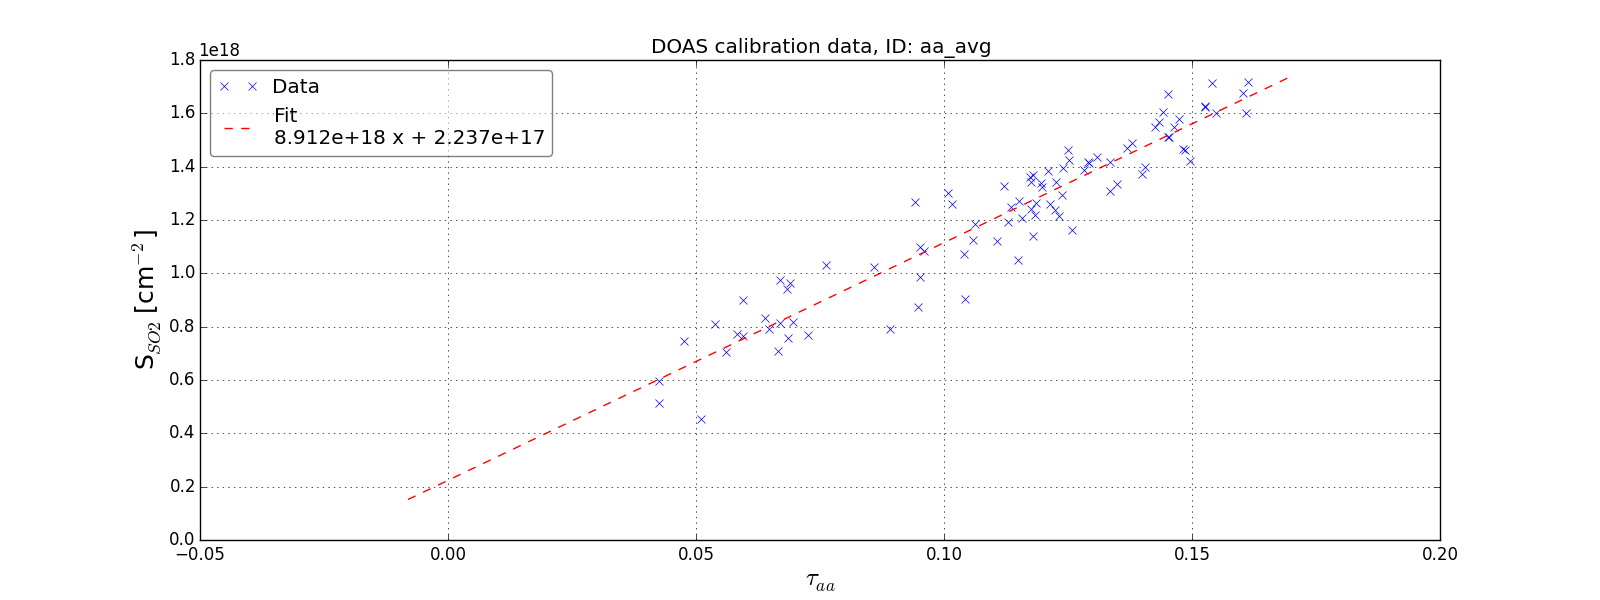 DOAS calibration data, ID: aa_avg
1e18
Data
Fit
8.912e+18 x + 2.237e+17
1.8
1.6
1.4
1.2
1.0
0.8
0.6
0.4
0.2
0.0
S_{SO2} [cm^{-2}]
−0.05 0.00 0.05 0.10 0.15 0.20
τ_{aa}